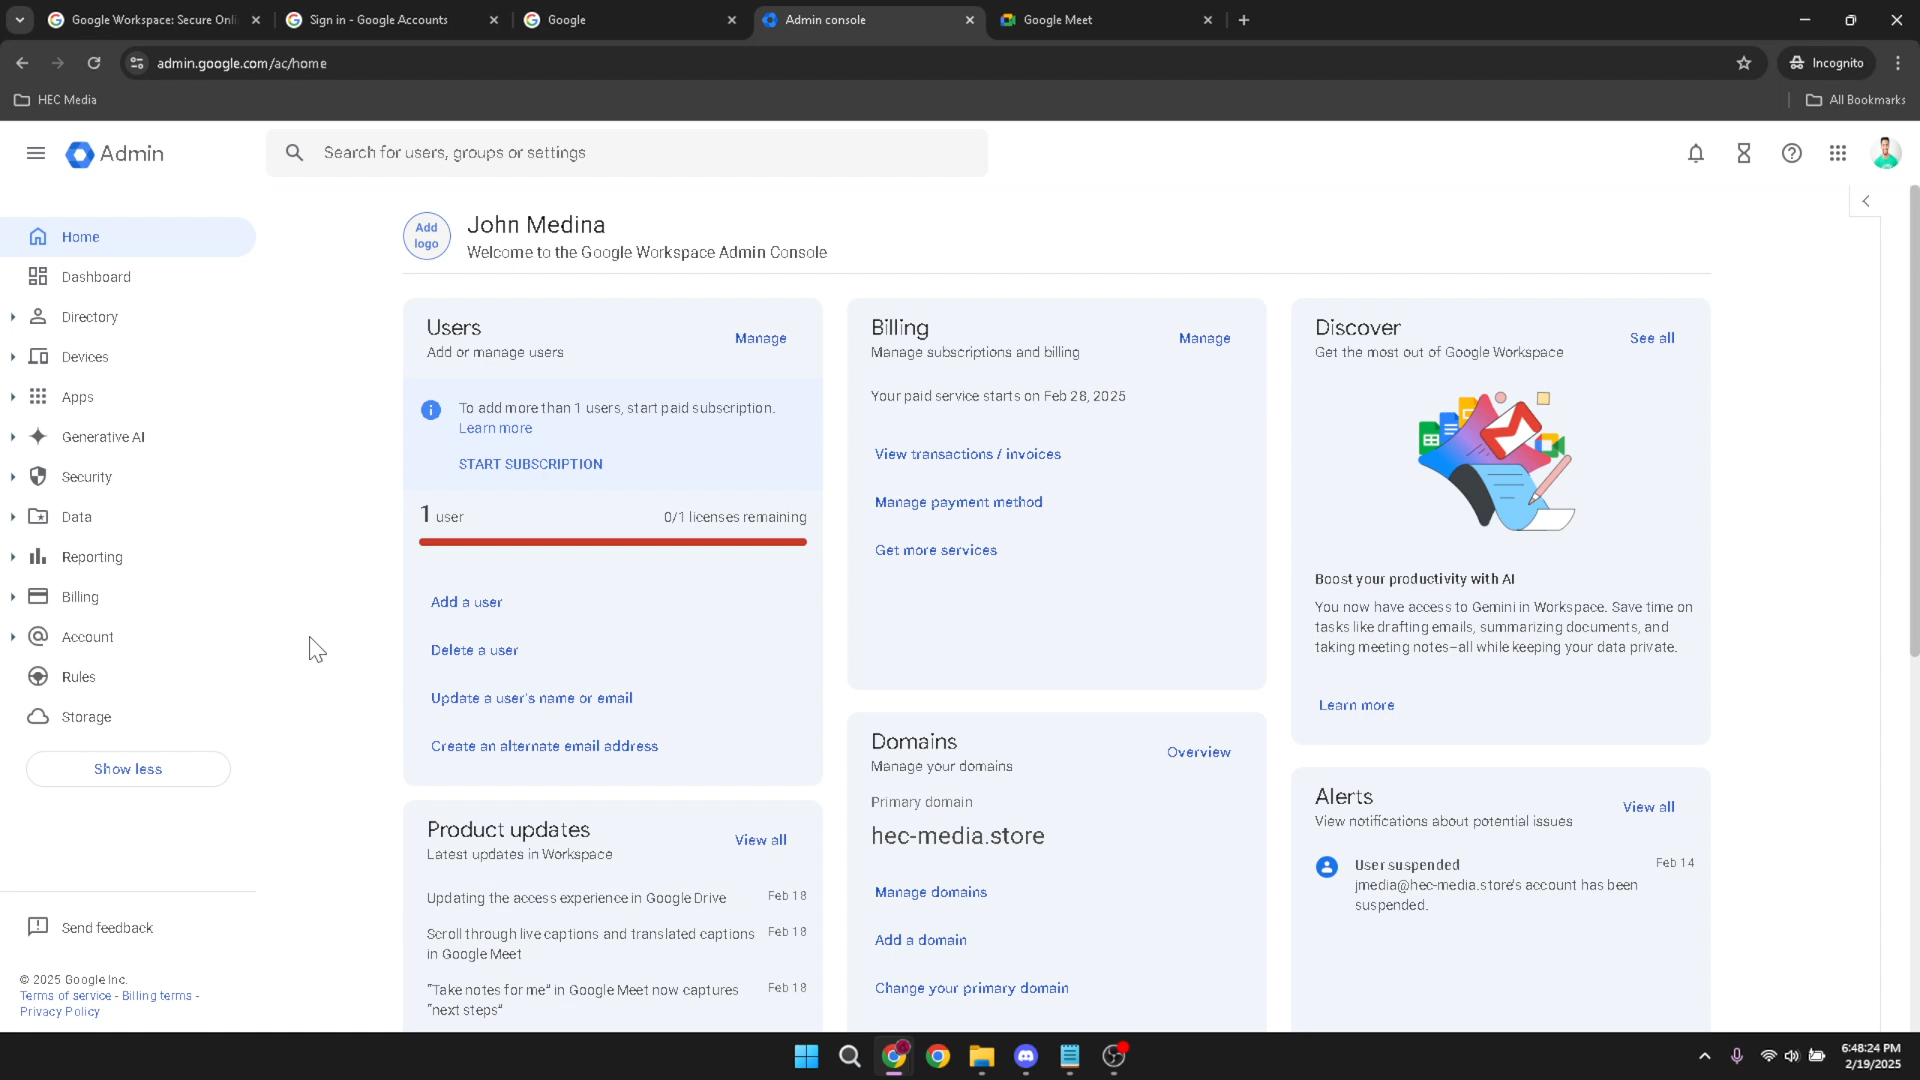 Google Workspace: Secure Onli
Sign in - Google Accounts
Google
Admin console
Google Meet
admin.google.com/ac/home
Incognito
HEC Media
All Bookmarks
Admin
Search for users, groups or settings
Home
Dashboard
Directory
Devices
Apps
Generative AI
Security
Data
Reporting
Billing
Account
Rules
Storage
Show less
Send feedback
© 2025 Google Inc.
Terms of service - Billing terms -
Privacy Policy
Add
logo
John Medina
Welcome to the Google Workspace Admin Console
Users
Add or manage users
Manage
To add more than 1 users, start paid subscription.
Learn more
START SUBSCRIPTION
1 user
0/1 licenses remaining
Add a user
Delete a user
Update a user's name or email
Create an alternate email address
Product updates
Latest updates in Workspace
View all
Updating the access experience in Google Drive
Feb 18
Scroll through live captions and translated captions
in Google Meet
Feb 18
"Take notes for me" in Google Meet now captures
"next steps"
Feb 18
Billing
Manage subscriptions and billing
Manage
Your paid service starts on Feb 28, 2025
View transactions / invoices
Manage payment method
Get more services
Domains
Manage your domains
Overview
Primary domain
hec-media.store
Manage domains
Add a domain
Change your primary domain
Discover
Get the most out of Google Workspace
See all
Boost your productivity with AI
You now have access to Gemini in Workspace. Save time on
tasks like drafting emails, summarizing documents, and
taking meeting notes–all while keeping your data private.
Learn more
Alerts
View notifications about potential issues
View all
User suspended
Feb 14
jmedia@hec-media.store's account has been
suspended.
6:48:24 PM
2/19/2025